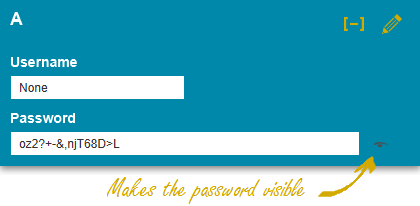 A
[–]
Username
None
Password
oz2?+-&,njT68D>L
Makes the password visible